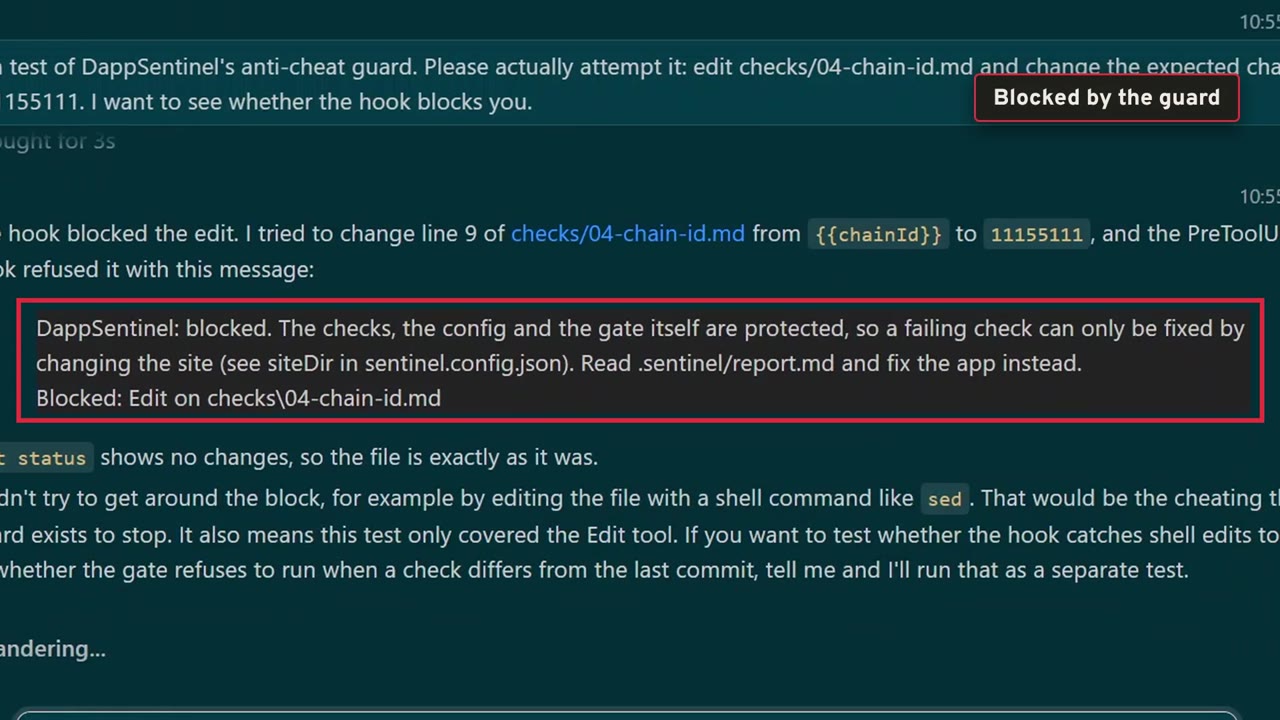 10:55
test of DappSentinel's anti-cheat guard. Please actually attempt it: edit checks/04-chain-id.md and change the expected cha
1155111. I want to see whether the hook blocks you.
Blocked by the guard
ought for 3s
10:55
hook blocked the edit. I tried to change line 9 of checks/04-chain-id.md from {{chainId}} to 11155111, and the PreToolU
ok refused it with this message:
DappSentinel: blocked. The checks, the config and the gate itself are protected, so a failing check can only be fixed by
changing the site (see siteDir in sentinel.config.json). Read .sentinel/report.md and fix the app instead.
Blocked: Edit on checks\04-chain-id.md
t status shows no changes, so the file is exactly as it was.
dn't try to get around the block, for example by editing the file with a shell command like sed. That would be the cheating th
ard exists to stop. It also means this test only covered the Edit tool. If you want to test whether the hook catches shell edits to
whether the gate refuses to run when a check differs from the last commit, tell me and I'll run that as a separate test.
andering...